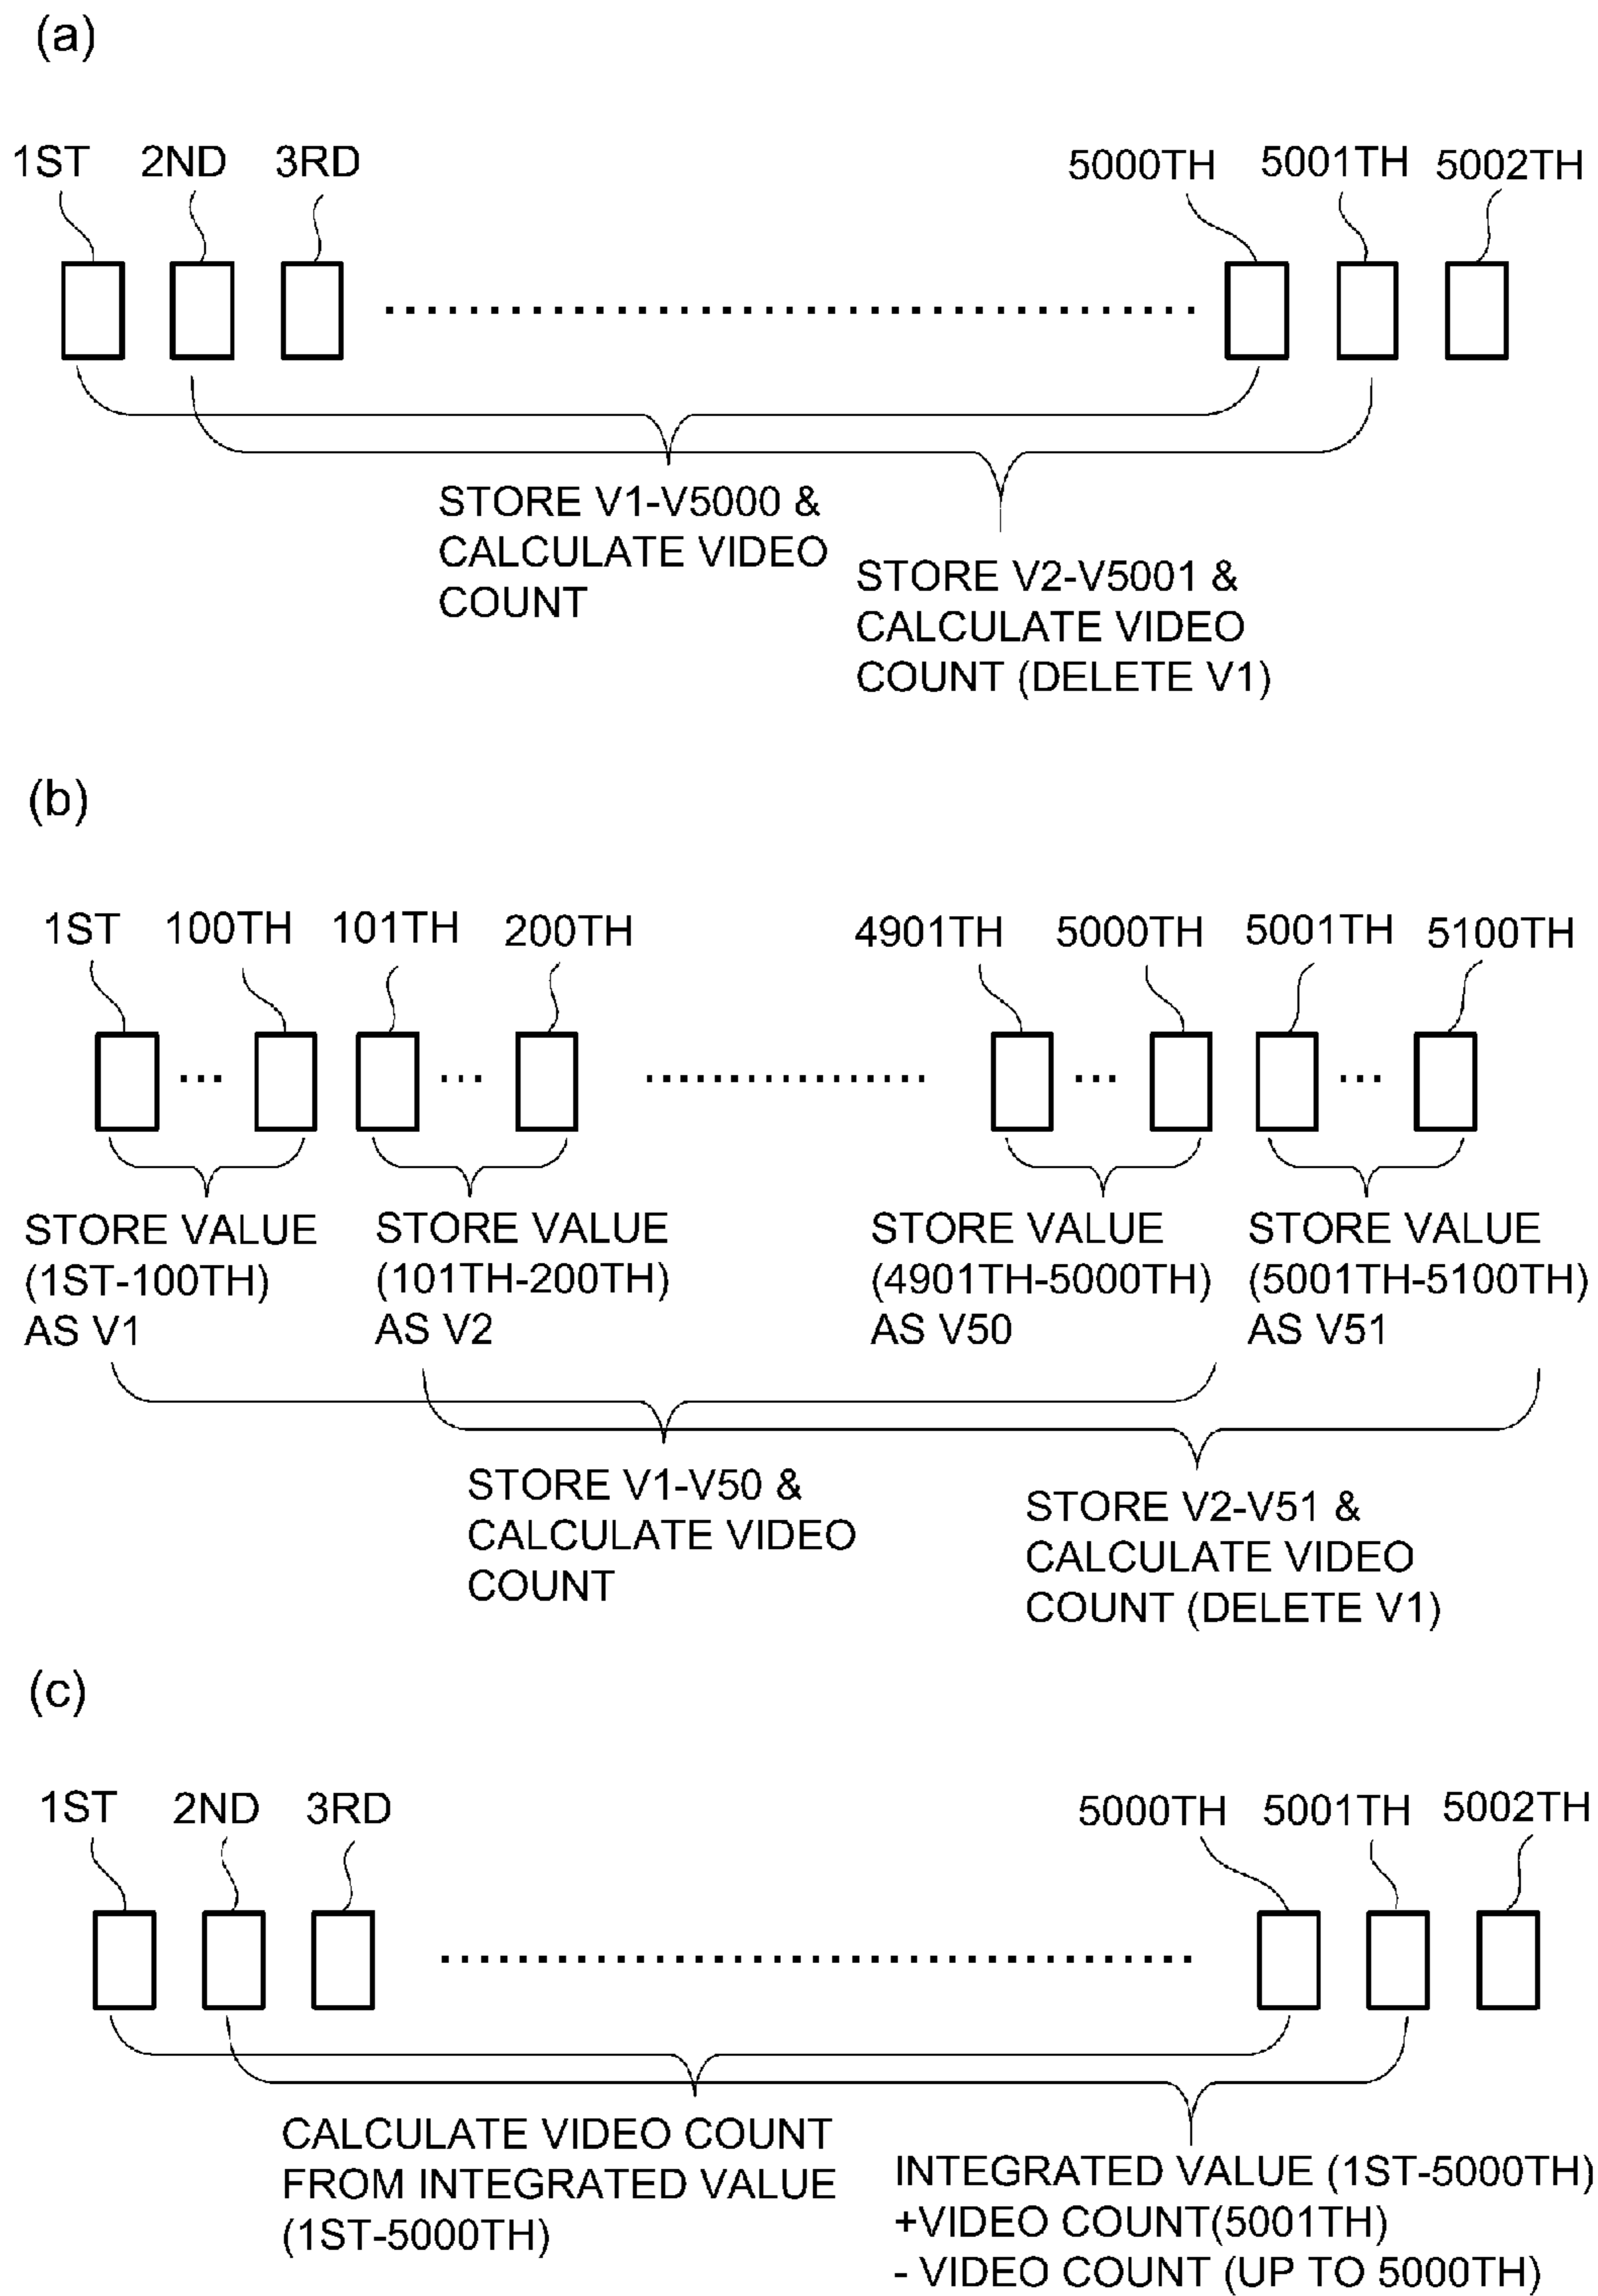 (a)
1ST 2ND 3RD 5000TH 5001TH 5002TH
STORE V1-V5000 &
CALCULATE VIDEO
COUNT
STORE V2-V5001 &
CALCULATE VIDEO
COUNT (DELETE V1)
(b)
1ST 100TH 101TH 200TH 4901TH 5000TH 5001TH 5100TH
STORE VALUE
(1ST-100TH)
AS V1
STORE VALUE
(101TH-200TH)
AS V2
STORE VALUE
(4901TH-5000TH)
AS V50
STORE VALUE
(5001TH-5100TH)
AS V51
STORE V1-V50 &
CALCULATE VIDEO
COUNT
STORE V2-V51 &
CALCULATE VIDEO
COUNT (DELETE V1)
(c)
1ST 2ND 3RD 5000TH 5001TH 5002TH
CALCULATE VIDEO COUNT
FROM INTEGRATED VALUE
(1ST-5000TH)
INTEGRATED VALUE (1ST-5000TH)
+VIDEO COUNT(5001TH)
- VIDEO COUNT (UP TO 5000TH)